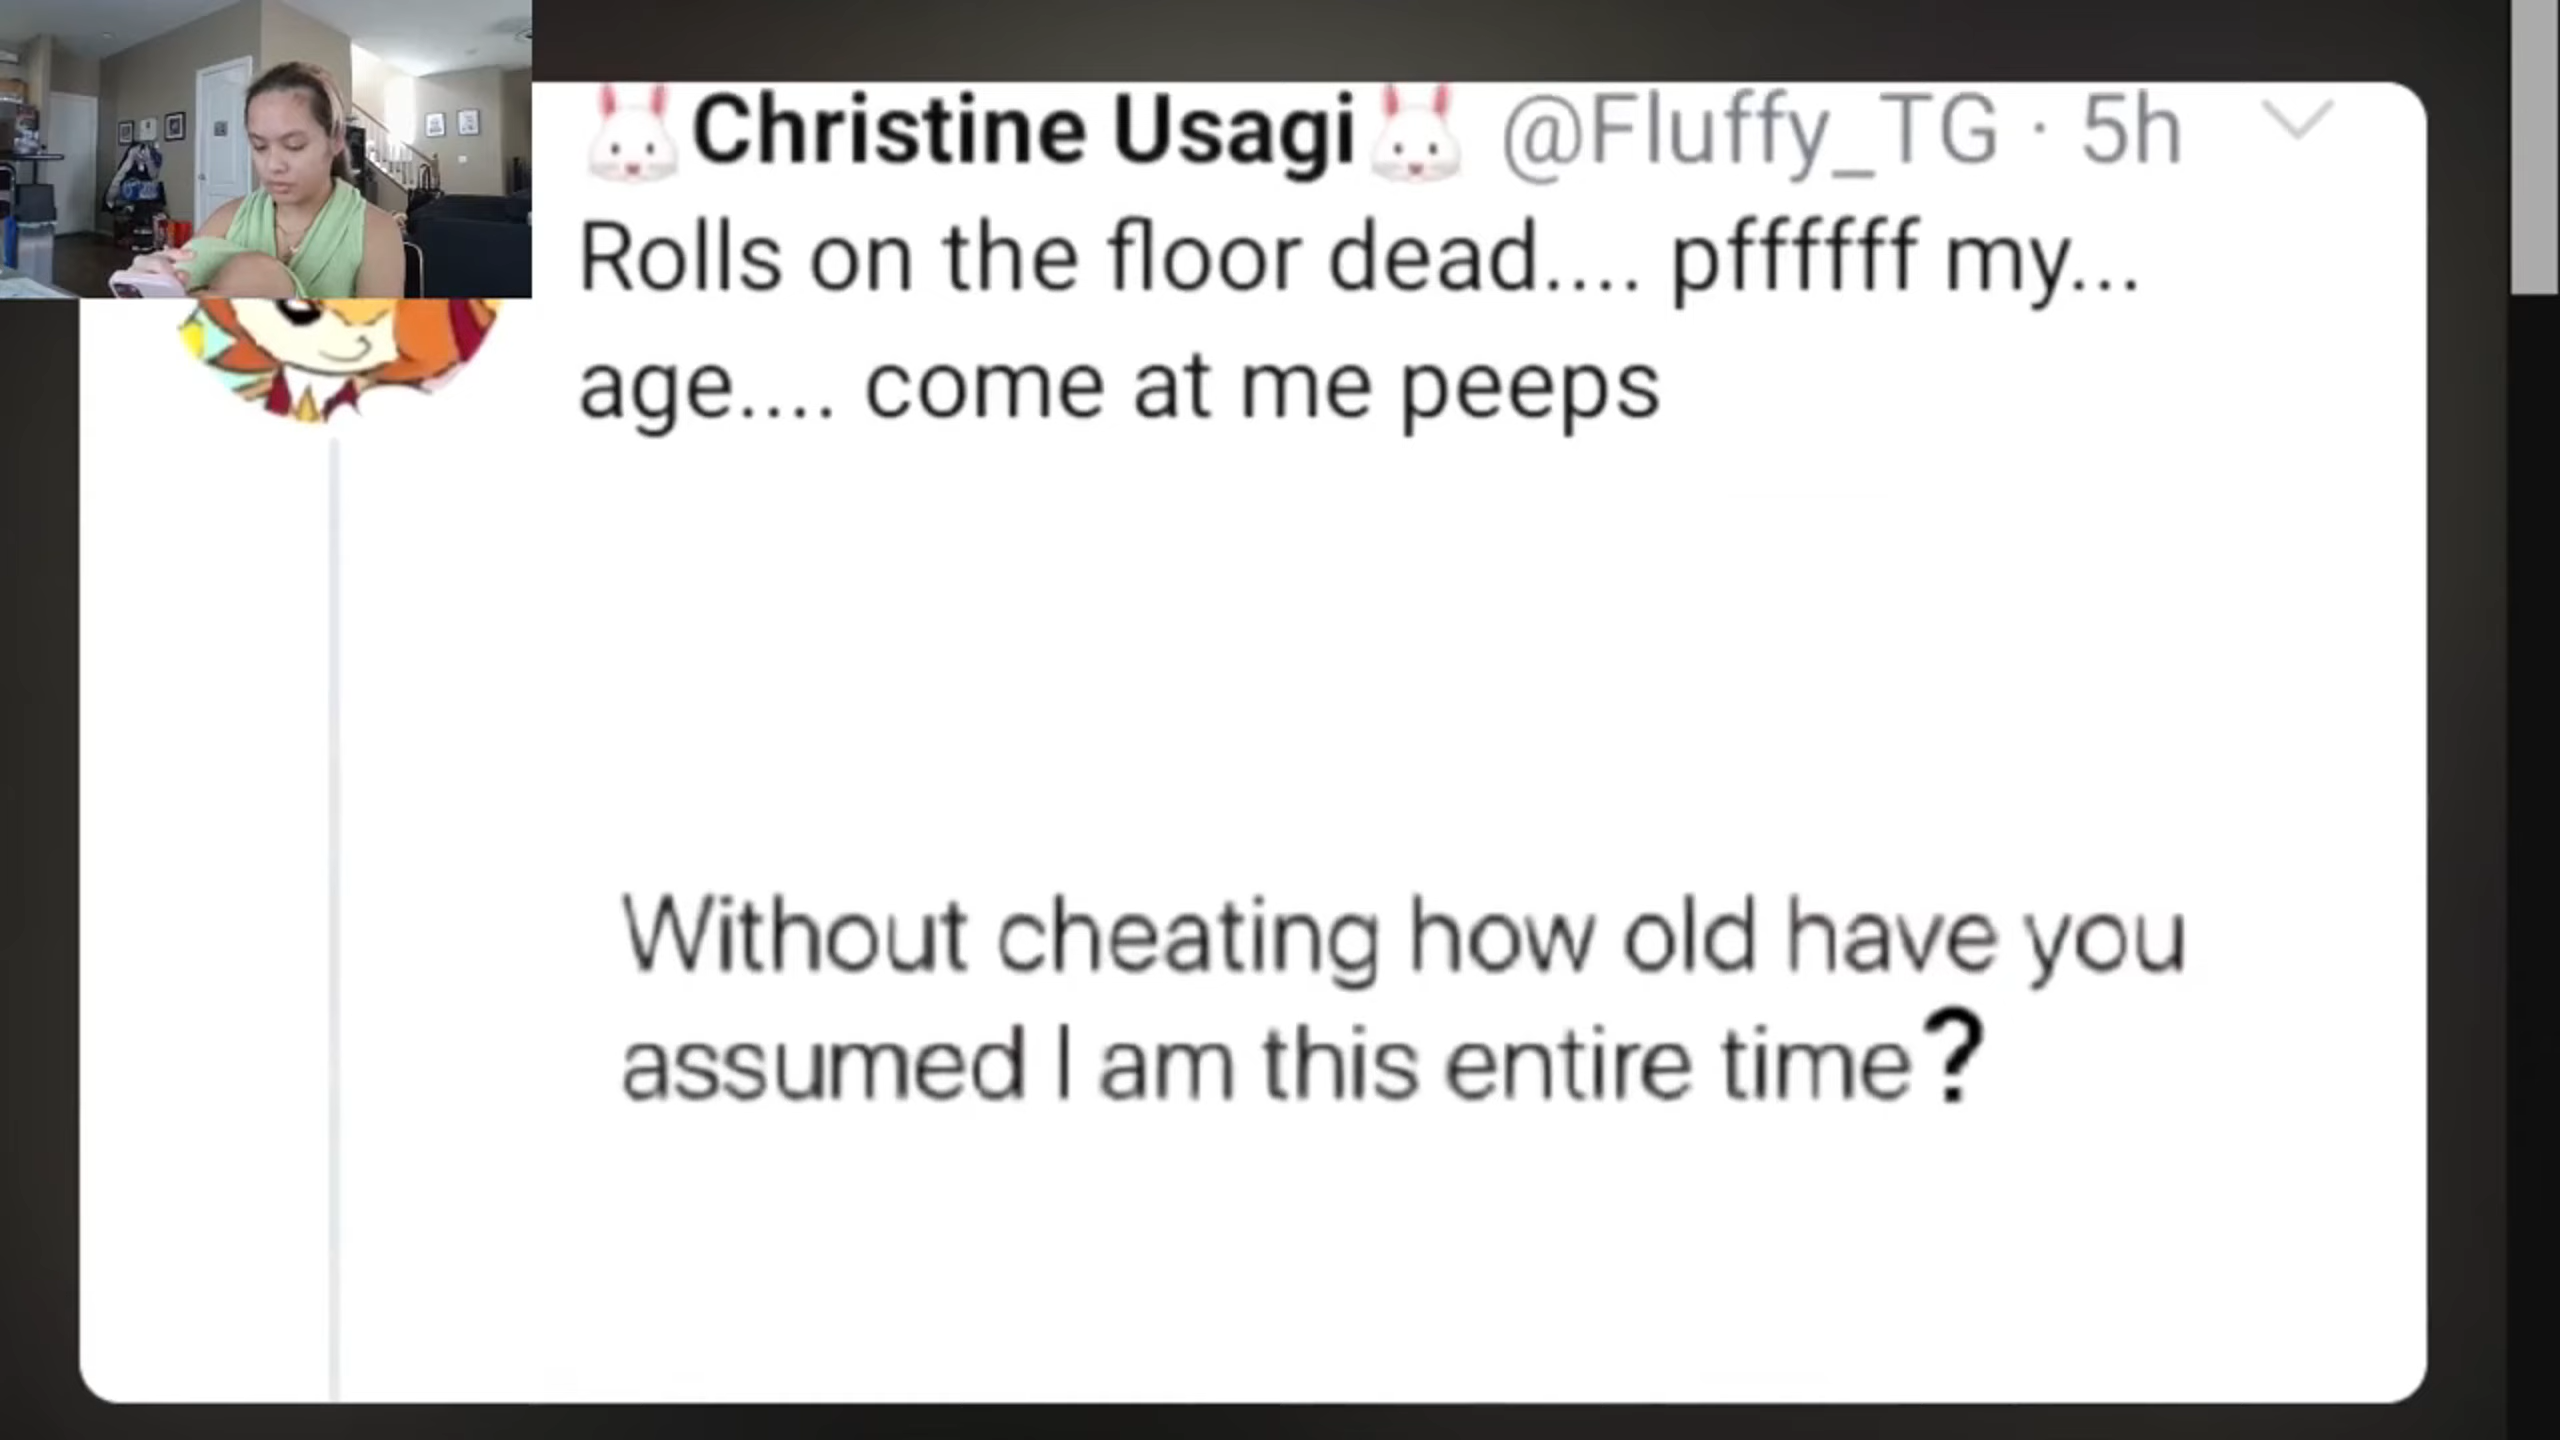 🐰Christine Usagi🐰 @Fluffy_TG · 5h
Rolls on the floor dead.... pffffff my...
age.... come at me peeps
Without cheating how old have you
assumed I am this entire time?